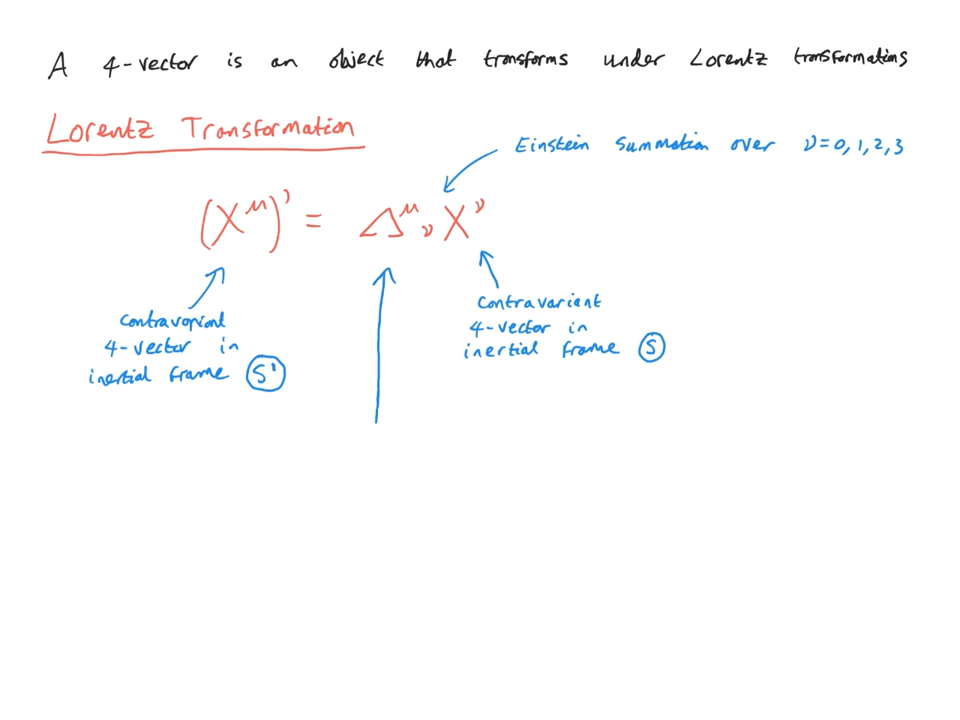 A 4-vector is an object that transforms under Lorentz transformations
Lorentz Transformation
Einstein Summation over ν=0,1,2,3
(X^μ)' = Δ^μ_ν X^ν
Contravariant
4-vector in
inertial frame S'
Contravariant
4-vector in
inertial frame S